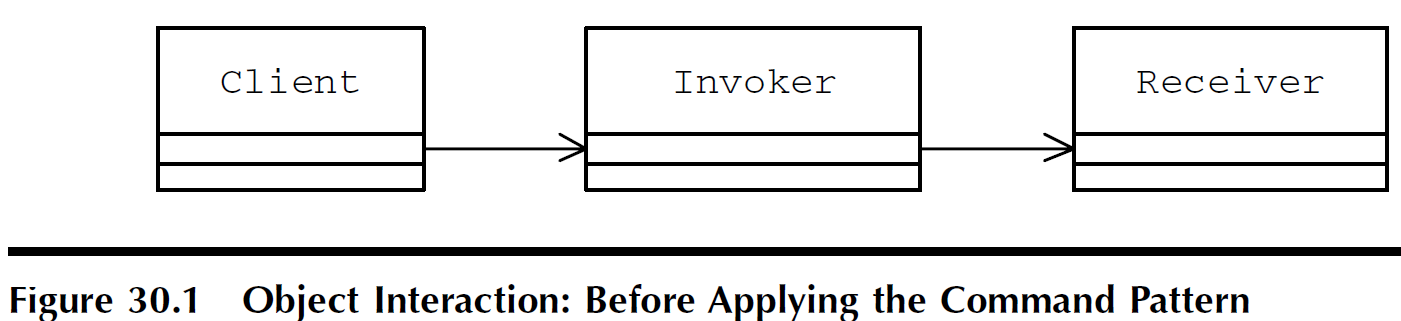 Client Invoker Receiver
Figure 30.1 Object Interaction: Before Applying the Command Pattern